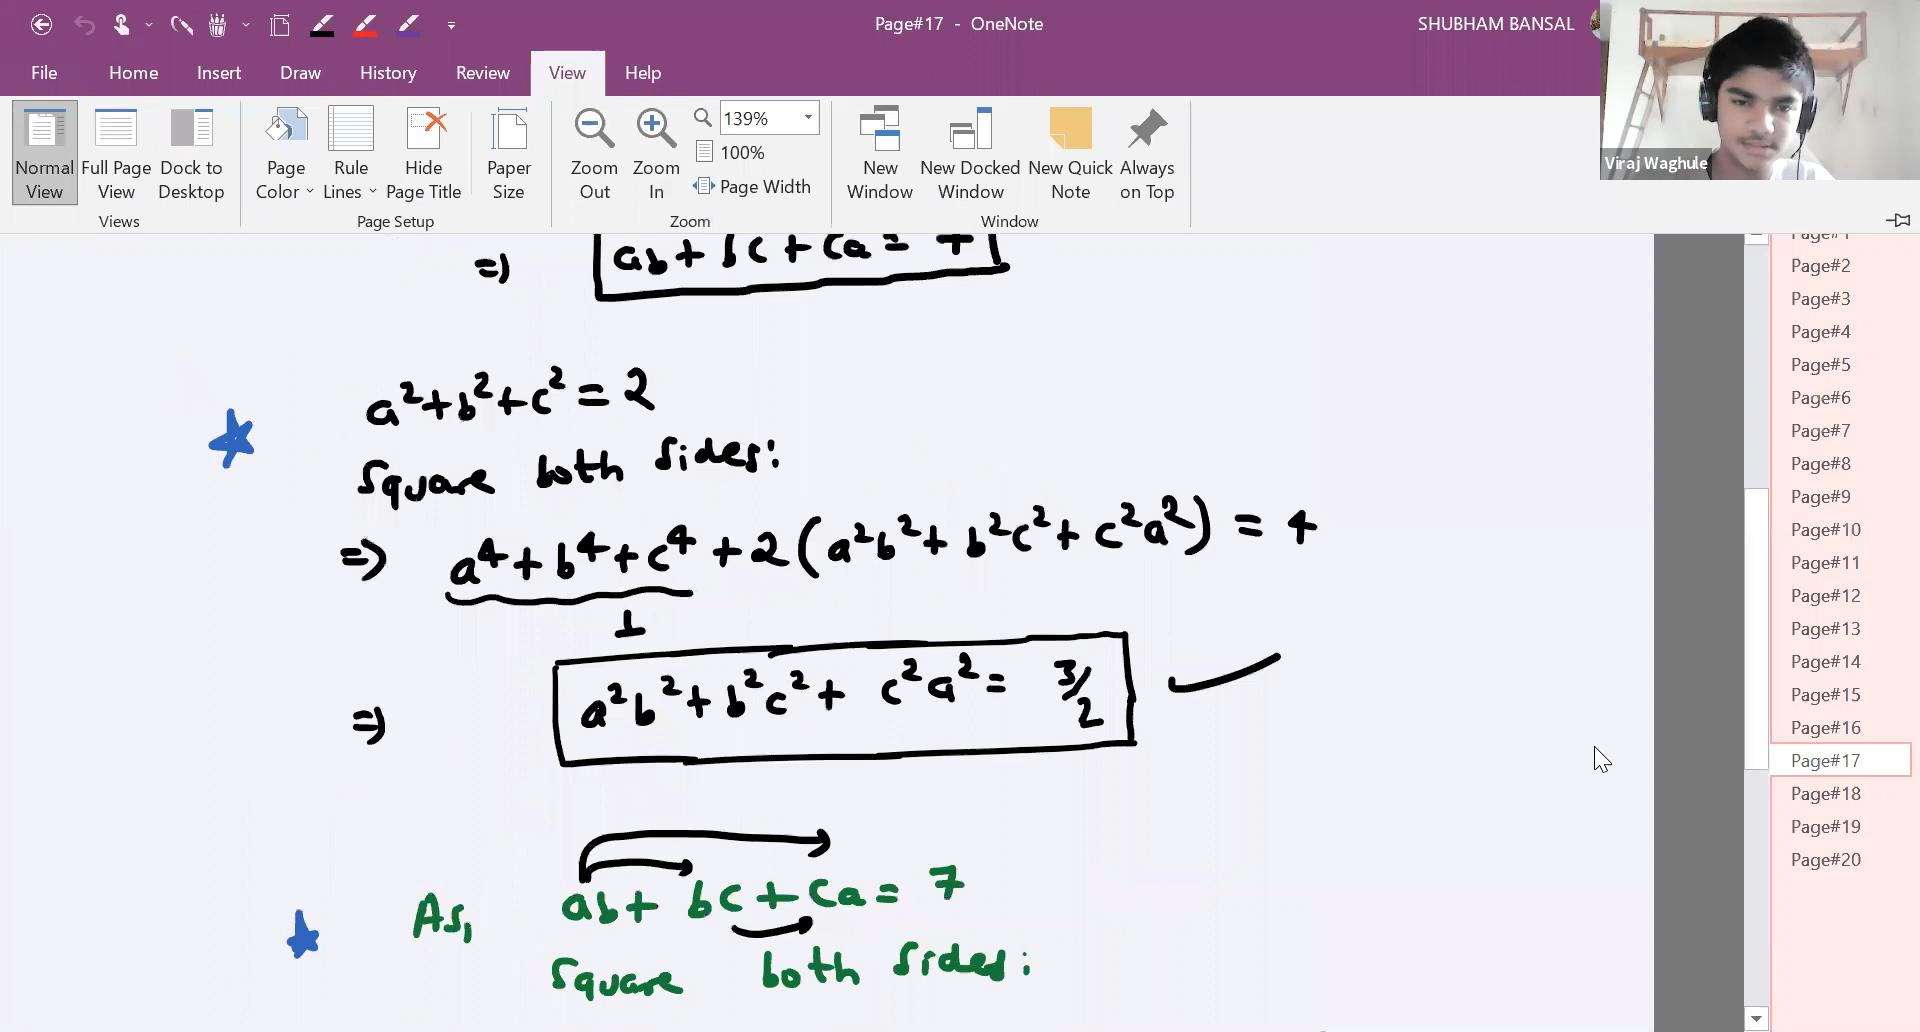 Page#17 - OneNote
SHUBHAM BANSAL
File Home Insert Draw History Review View Help
139%
100%
Page Width
Normal View
Full Page View
Dock to Desktop
Page Color
Rule Lines
Hide Page Title
Paper Size
Zoom Out
Zoom In
New Window
New Docked Window
New Quick Note
Always on Top
Views
Page Setup
Zoom
Window
Viraj Waghule
=> ab + bc + ca = 7
a²+b²+c² = 2
Square both sides:
=> a⁴ + b⁴ + c⁴ + 2(a²b² + b²c² + c²a²) = 4
1
=> a²b² + b²c² + c²a² = 3/2
As, ab + bc + ca = 7
Square both sides:
Page#1
Page#2
Page#3
Page#4
Page#5
Page#6
Page#7
Page#8
Page#9
Page#10
Page#11
Page#12
Page#13
Page#14
Page#15
Page#16
Page#17
Page#18
Page#19
Page#20